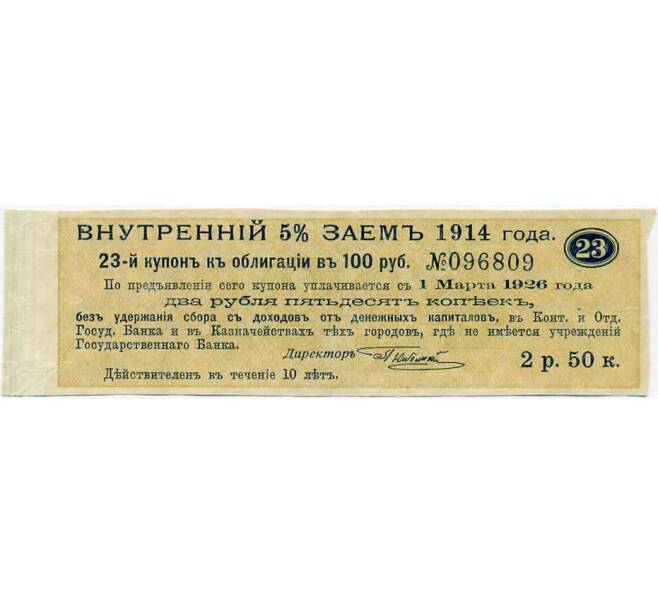 ВНУТРЕННІЙ 5% ЗАЕМЪ 1914 года.
23
23-й купонъ къ облигаціи въ 100 руб. №096809
По предъявленіи сего купона уплачивается съ 1 Марта 1926 года
ДВА РУБЛЯ ПЯТЬДЕСЯТЪ КОПѢЕКЪ,
безъ удержанія сбора съ доходовъ отъ денежныхъ капиталовъ, въ Конт. и Отд.
Госуд. Банка и въ Казначействахъ тѣхъ городовъ, гдѣ не имѣется учрежденій
Государственнаго Банка.
Директоръ
2 р. 50 к.
Дѣйствителенъ въ теченіе 10 лѣтъ.